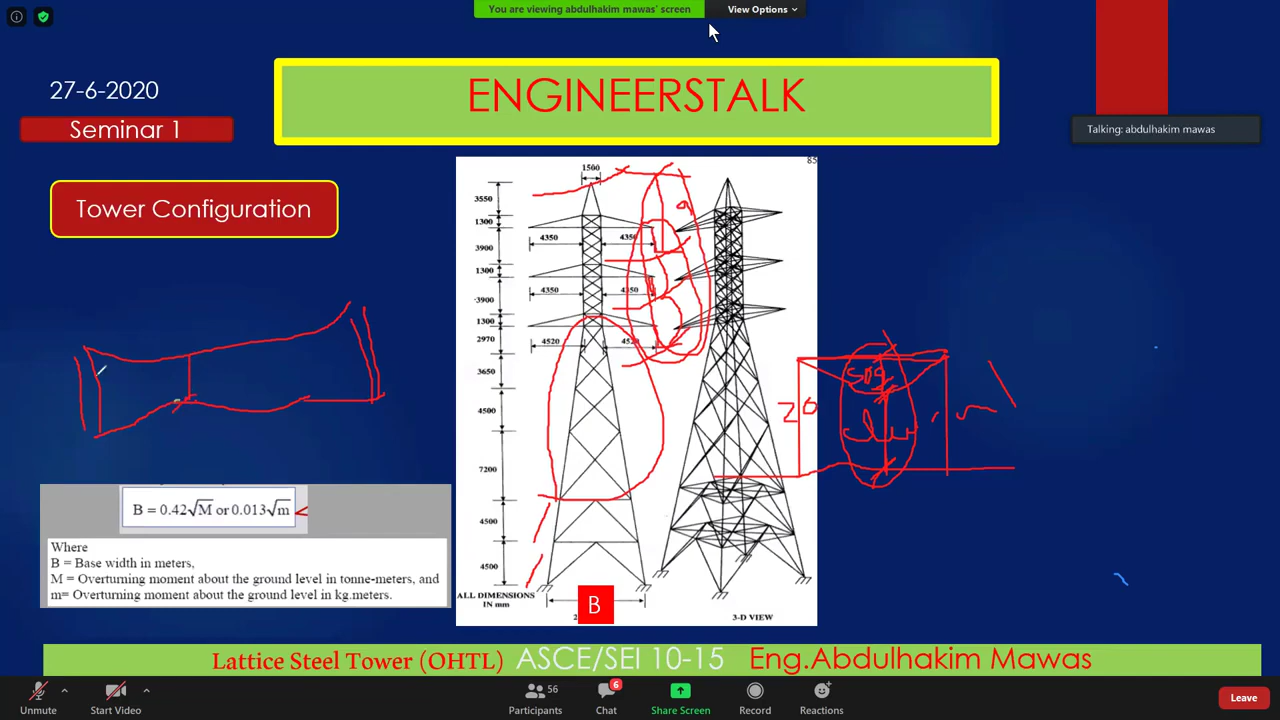 You are viewing abdulhakim mawas' screen
View Options
27-6-2020
ENGINEERSTALK
Seminar 1
Talking: abdulhakim mawas
Tower Configuration
85
1500
3550
1300
4350 4350
3900
1300
4350 4350
3900
1300
2970
4520 4520
3650
4500
7200
4500
4500
20
B = 0.42√M or 0.013√m
Where
B = Base width in meters,
M = Overturning moment about the ground level in tonne-meters, and
m= Overturning moment about the ground level in kg.meters.
ALL DIMENSIONS
IN mm
B
3-D VIEW
Lattice Steel Tower (OHTL) ASCE/SEI 10-15 Eng.Abdulhakim Mawas
56
6
Unmute
Start Video
Participants
Chat
Share Screen
Record
Reactions
Leave